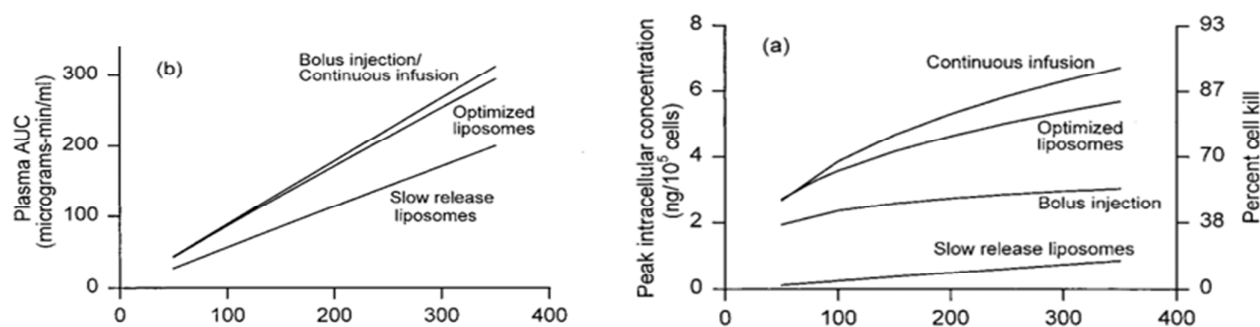 (b)
Bolus injection/
Continuous infusion
Optimized
liposomes
Slow release
liposomes
Plasma AUC
(micrograms-min/ml)
300
200
100
0
0 100 200 300 400
(a)
Continuous infusion
Optimized
liposomes
Bolus injection
Slow release liposomes
Peak intracellular concentration
(ng/10⁵ cells)
8
6
4
2
0
93
87
70
38
0
Percent cell kill
0 100 200 300 400